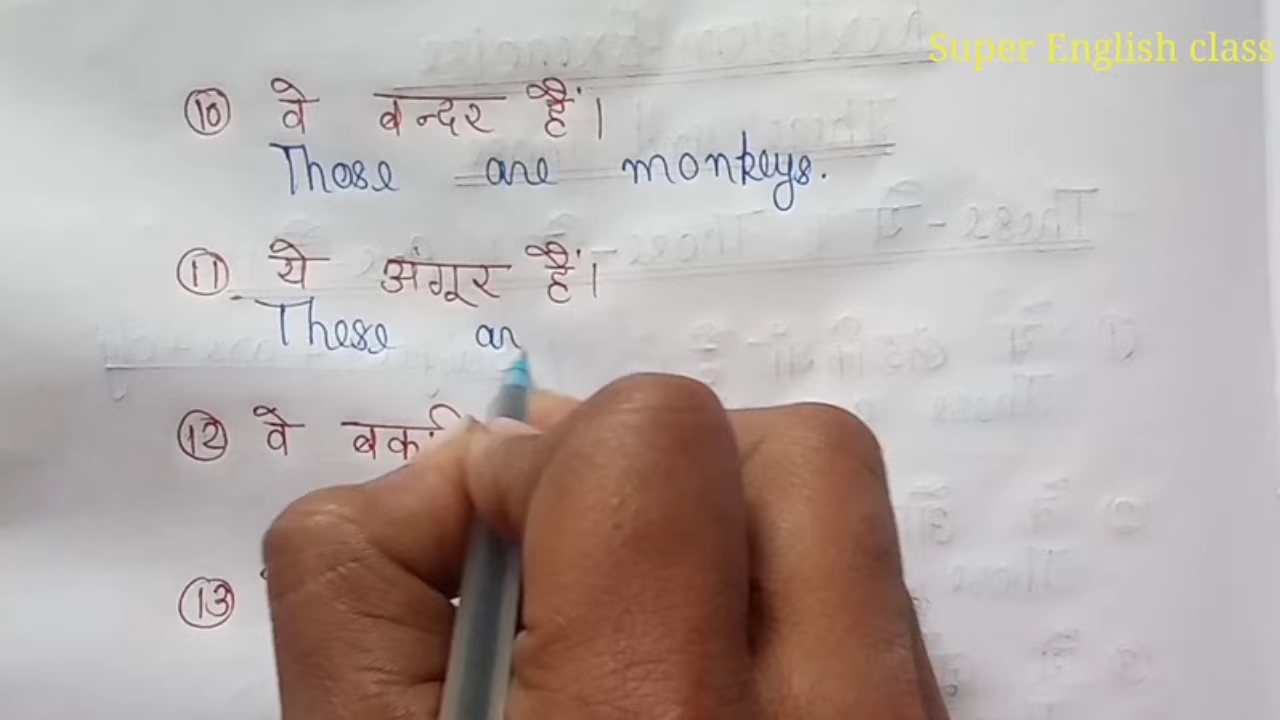 Super English class
⑩ वे बन्दर हैं।
Those are monkeys.
⑪ ये अंगूर हैं।
These ar
⑫ वे
⑬